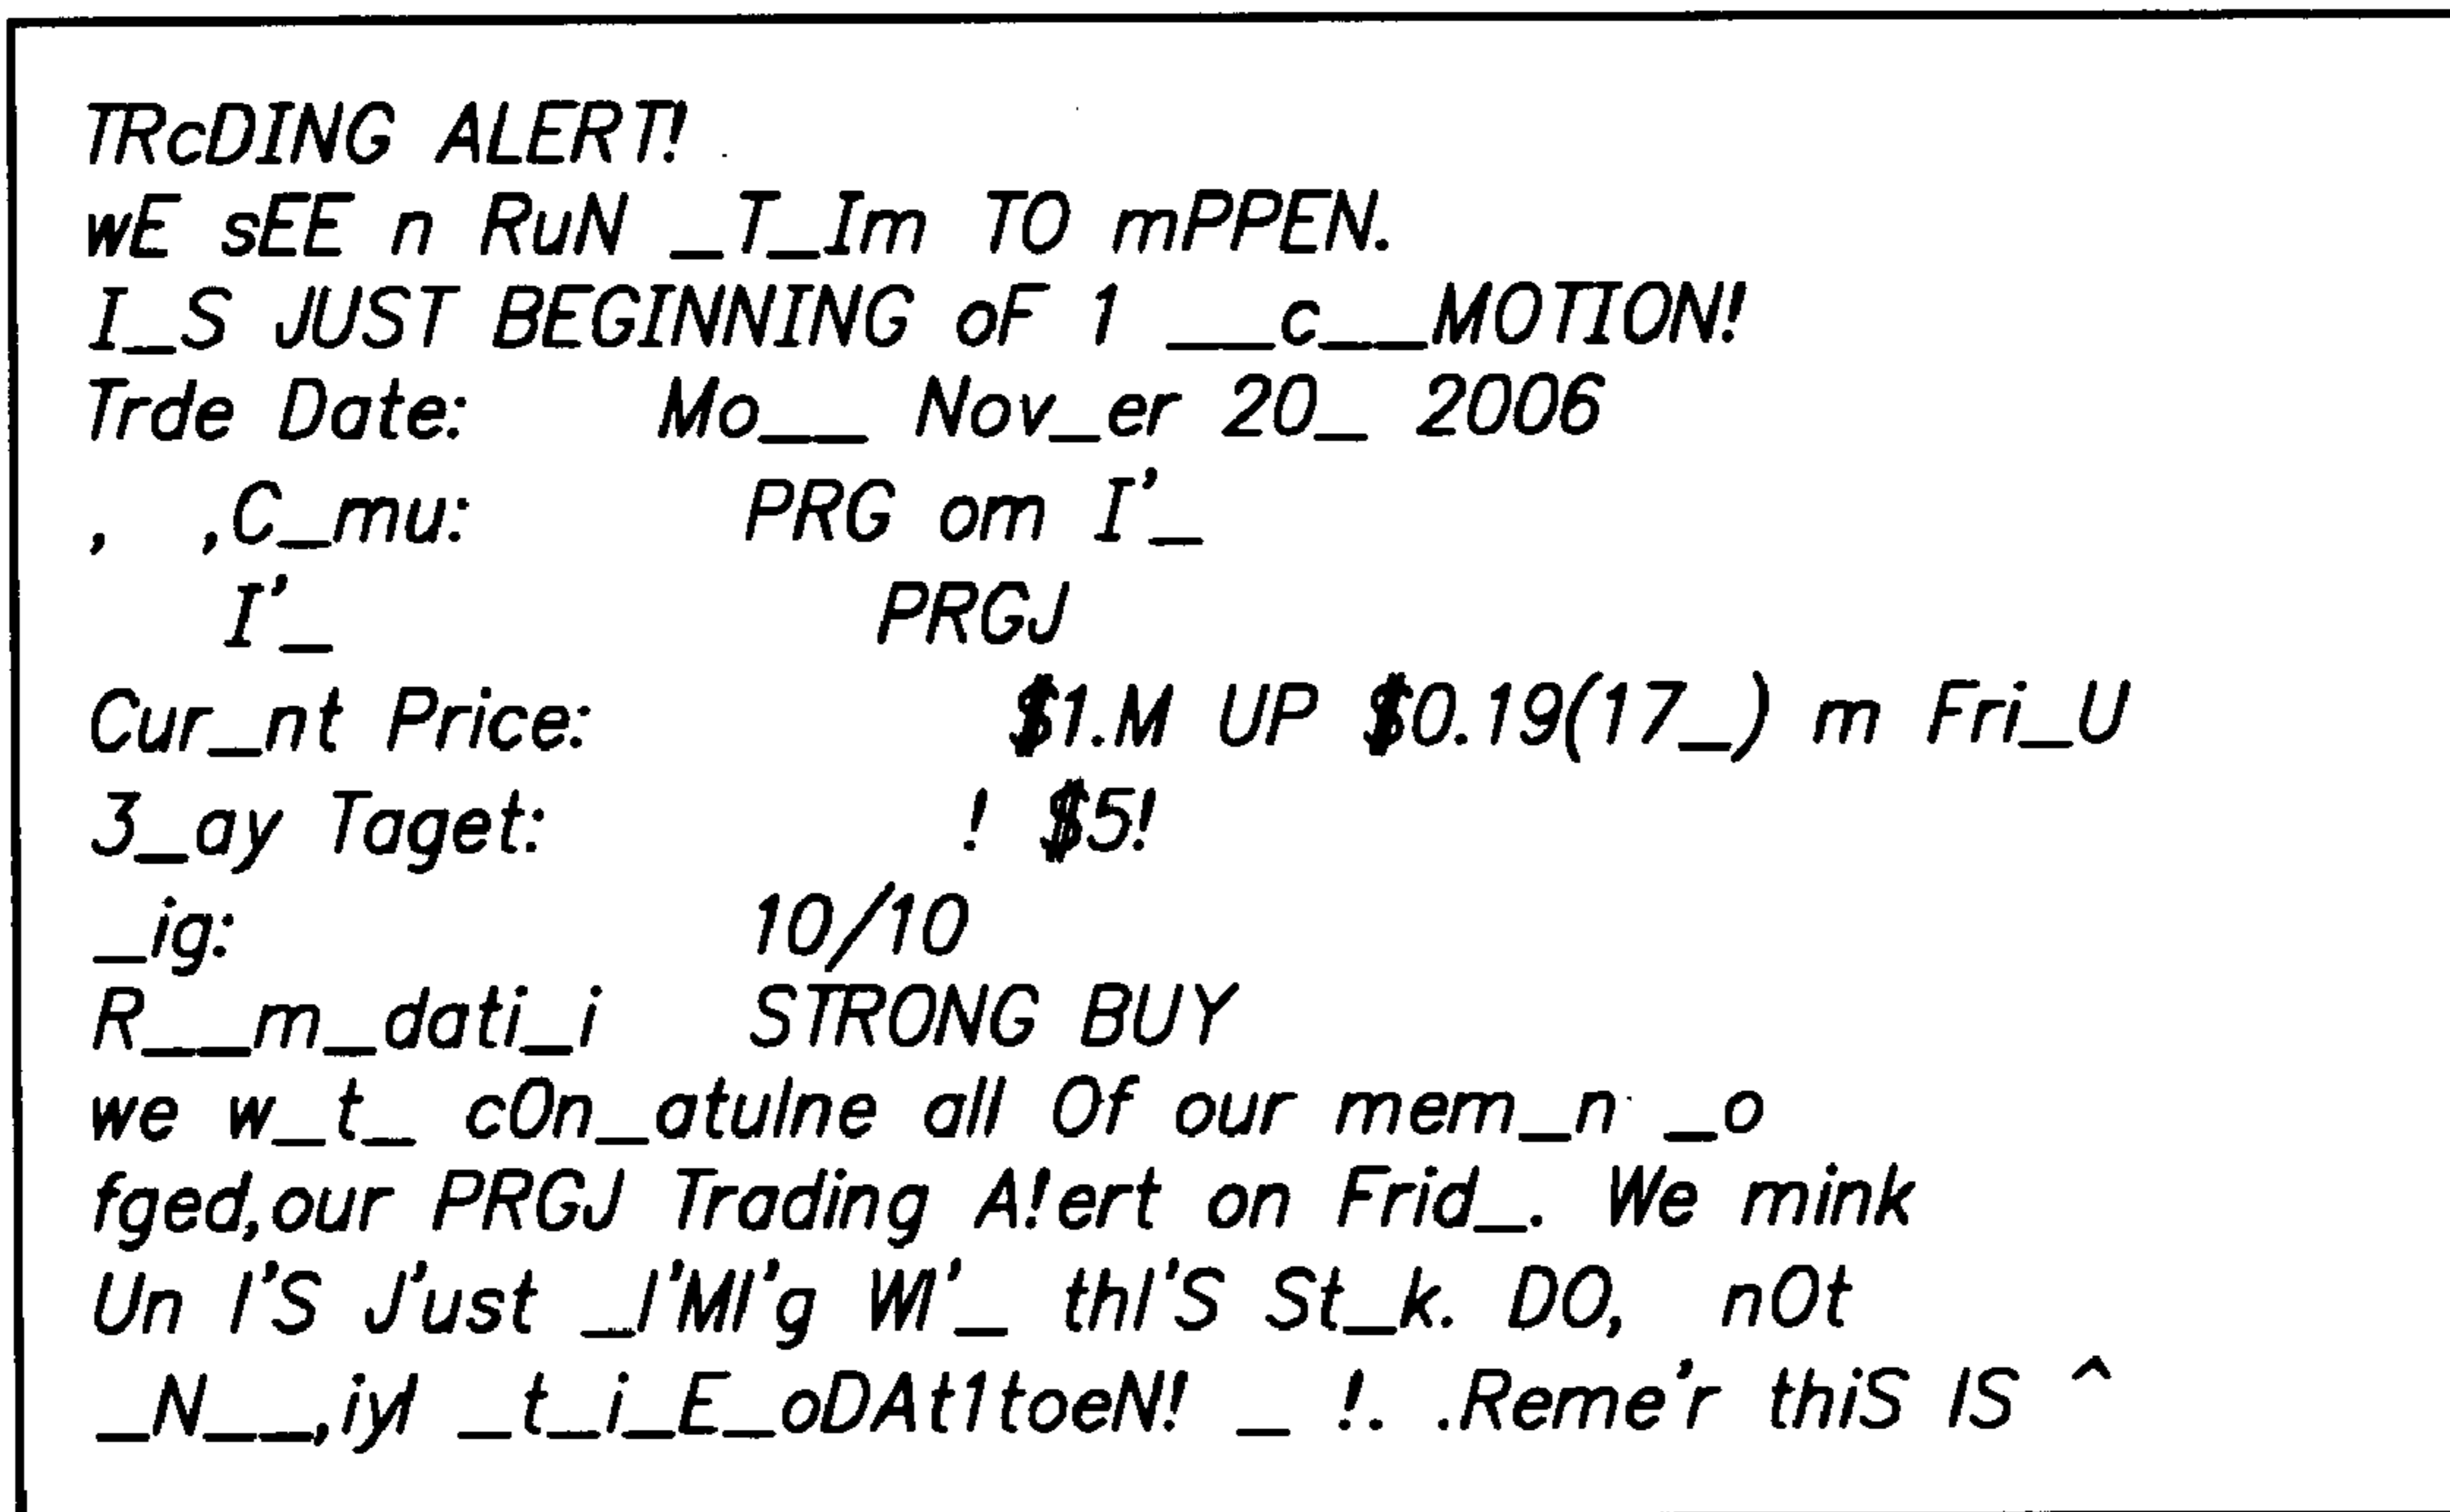 TRcDING ALERT!
wE sEE n RuN _T_Im TO mPPEN.
I_S JUST BEGINNING oF 1 __c__MOTION!
Trde Date: Mo__ Nov_er 20_ 2006
, ,C_mu: PRG om I'_
I'_ PRGJ
Cur_nt Price: $1.M UP $0.19(17_) m Fri_U
3_ay Taget: ! $5!
_ig: 10/10
R__m_dati_i STRONG BUY
we w_t_ cOn_atulne all Of our mem_n _o
fged,our PRGJ Trading A!ert on Frid_. We mink
Un I'S J'ust _I'MI'g WI'_ thI'S St_k. DO, nOt
_N__,iyl _t_i_E_oDAt1toeN! _ !. .Reme'r thiS IS ^